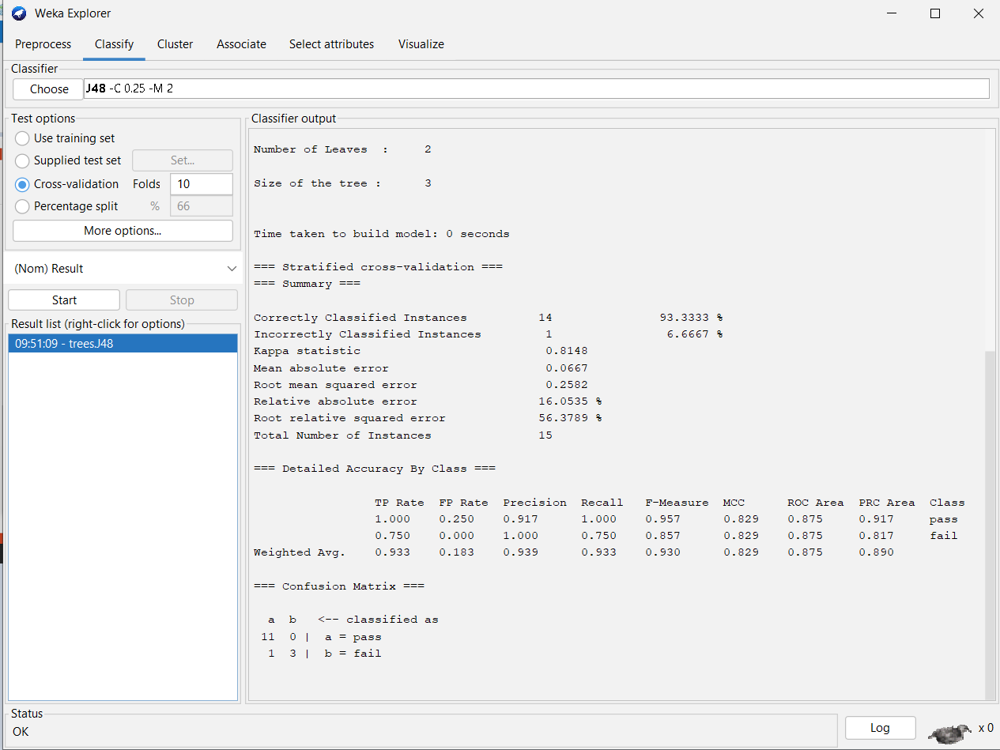 Weka Explorer
Preprocess Classify Cluster Associate Select attributes Visualize
Classifier
Choose J48 -C 0.25 -M 2
Test options
Use training set
Supplied test set Set...
Cross-validation Folds 10
Percentage split % 66
More options...
(Nom) Result
Start Stop
Result list (right-click for options)
09:51:09 - trees.J48
Classifier output
Number of Leaves : 2
Size of the tree : 3
Time taken to build model: 0 seconds
=== Stratified cross-validation ===
=== Summary ===
Correctly Classified Instances 14 93.3333 %
Incorrectly Classified Instances 1 6.6667 %
Kappa statistic 0.8148
Mean absolute error 0.0667
Root mean squared error 0.2582
Relative absolute error 16.0535 %
Root relative squared error 56.3789 %
Total Number of Instances 15
=== Detailed Accuracy By Class ===
TP Rate FP Rate Precision Recall F-Measure MCC ROC Area PRC Area Class
1.000 0.250 0.917 1.000 0.957 0.829 0.875 0.917 pass
0.750 0.000 1.000 0.750 0.857 0.829 0.875 0.817 fail
Weighted Avg. 0.933 0.183 0.939 0.933 0.930 0.829 0.875 0.890
=== Confusion Matrix ===
a b <-- classified as
11 0 | a = pass
1 3 | b = fail
Status
OK
Log
x 0